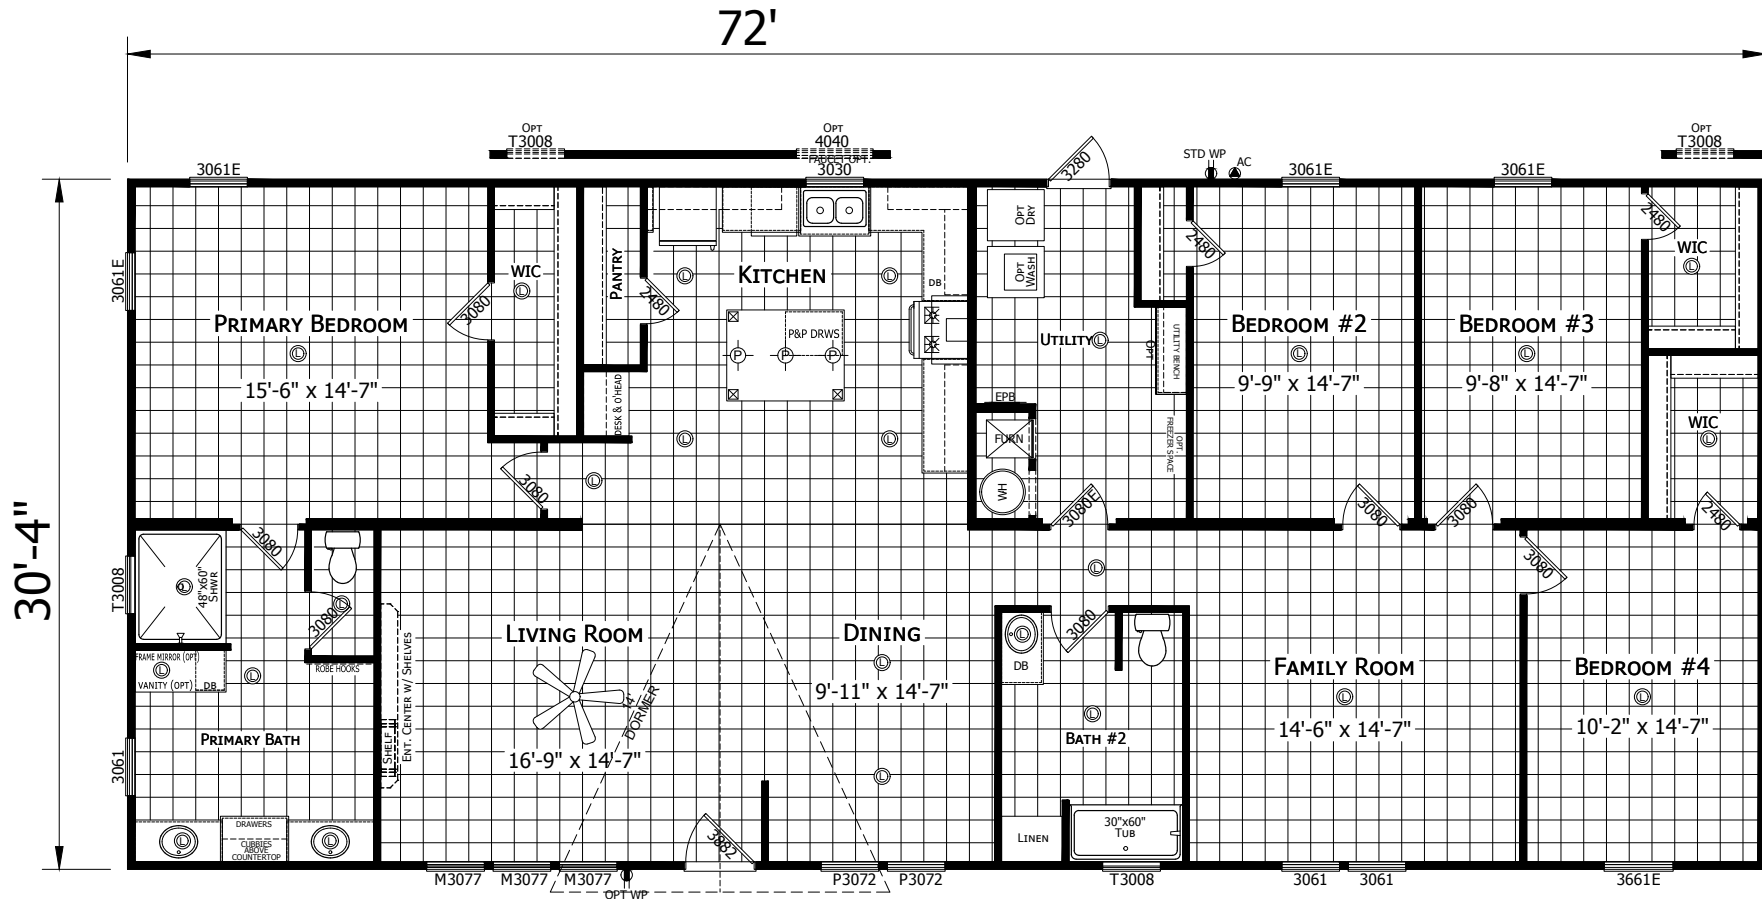 72'
30'-4"
OPT
T3008
OPT
4040
FAUCET OPT.
3030
OPT
T3008
3061E
3280
STD WP
AC
3061E
3061E
3061E
PRIMARY BEDROOM
15'-6" x 14'-7"
3080
WIC
PANTRY
2480
KITCHEN
DB
P&P DRWS
P
P
P
DESK & O'HEAD
3080
OPT
DRY
OPT
WASH
UTILITY
EPB
FURN
WH
3080E
OPT
UTILITY BENCH
OPT.
FREEZER SPACE
2480
BEDROOM #2
9'-9" x 14'-7"
3080
BEDROOM #3
9'-8" x 14'-7"
3080
2480
WIC
WIC
2480
3080
T3008
48"x60"
SHWR
3080
3080
ROBE HOOKS
FRAME MIRROR (OPT)
VANITY (OPT)
DB
PRIMARY BATH
3061
DRAWERS
CUBBIES
ABOVE
COUNTERTOP
SHELF
ENT. CENTER W/ SHELVES
LIVING ROOM
16'-9" x 14'-7"
14'
DORMER
DINING
9'-11" x 14'-7"
3882
DB
3080
BATH #2
LINEN
30"x60"
TUB
FAMILY ROOM
14'-6" x 14'-7"
BEDROOM #4
10'-2" x 14'-7"
M3077
M3077
M3077
OPT WP
P3072
P3072
T3008
3061
3061
3661E